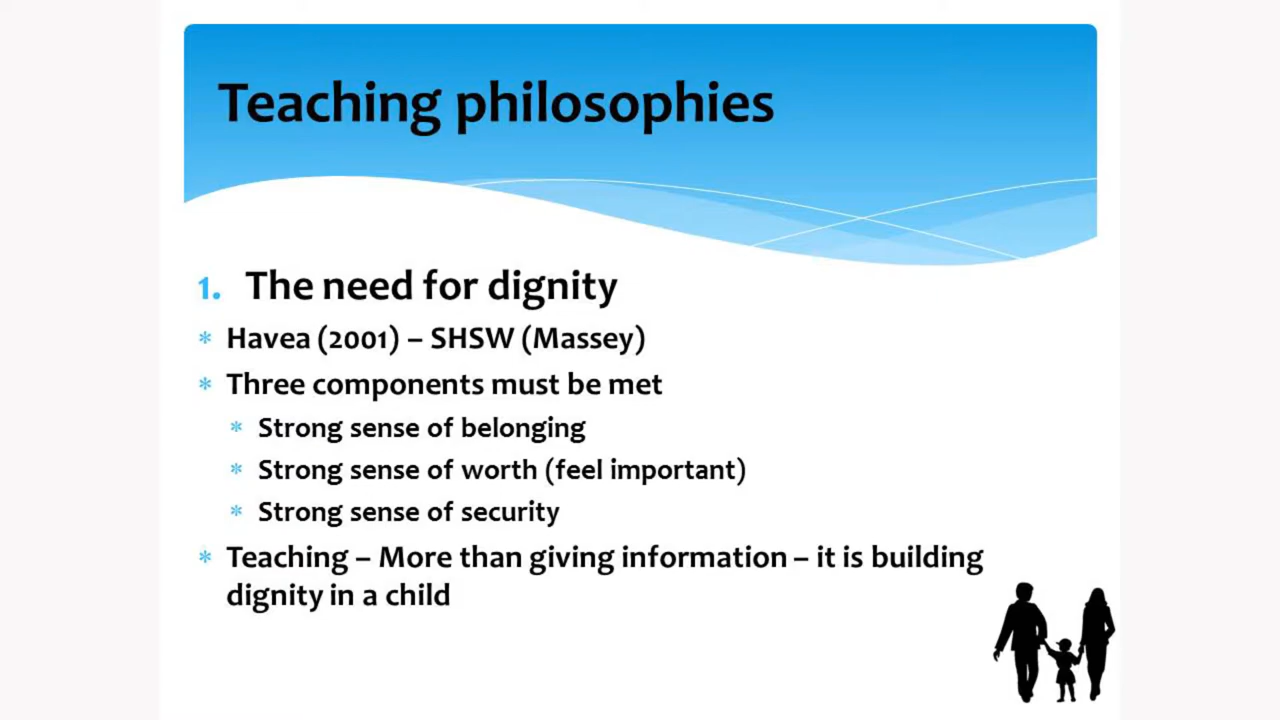 Teaching philosophies
1. The need for dignity
* Havea (2001) – SHSW (Massey)
* Three components must be met
* Strong sense of belonging
* Strong sense of worth (feel important)
* Strong sense of security
* Teaching – More than giving information – it is building
dignity in a child